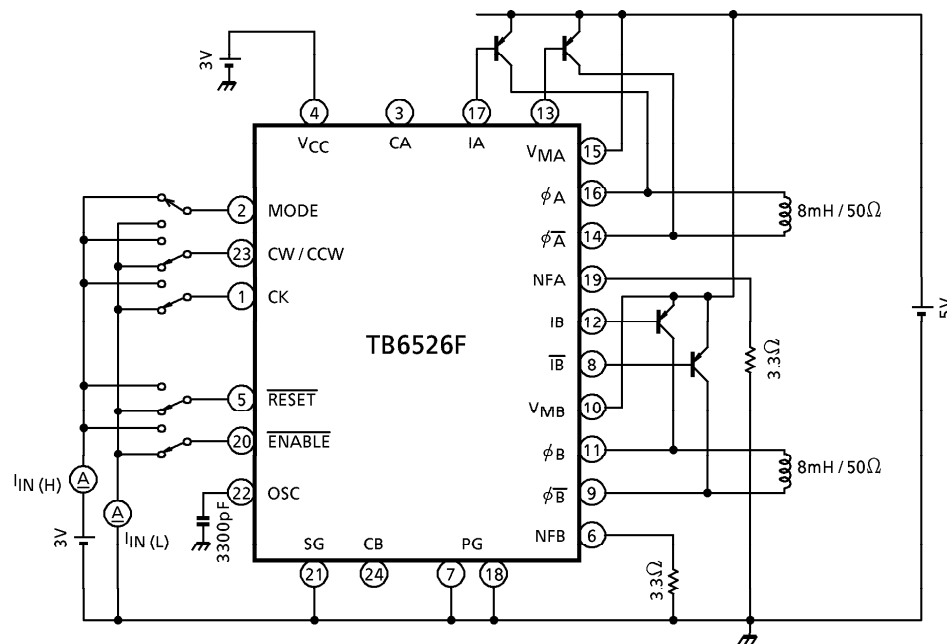 3V
4
3
17
13
VCC
CA
IA
VMA
15
2
MODE
ϕA
16
8mH / 50Ω
ϕA̅
14
23
CW / CCW
NFA
19
1
CK
IB
12
5V
TB6526F
I̅B̅
8
3.3Ω
5
R̅E̅S̅E̅T̅
VMB
10
20
E̅N̅A̅B̅L̅E̅
ϕB
11
8mH / 50Ω
A
IIN (H)
22
OSC
ϕB̅
9
A
IIN (L)
3V
3300pF
SG
CB
PG
NFB
6
21
24
7
18
3.3Ω